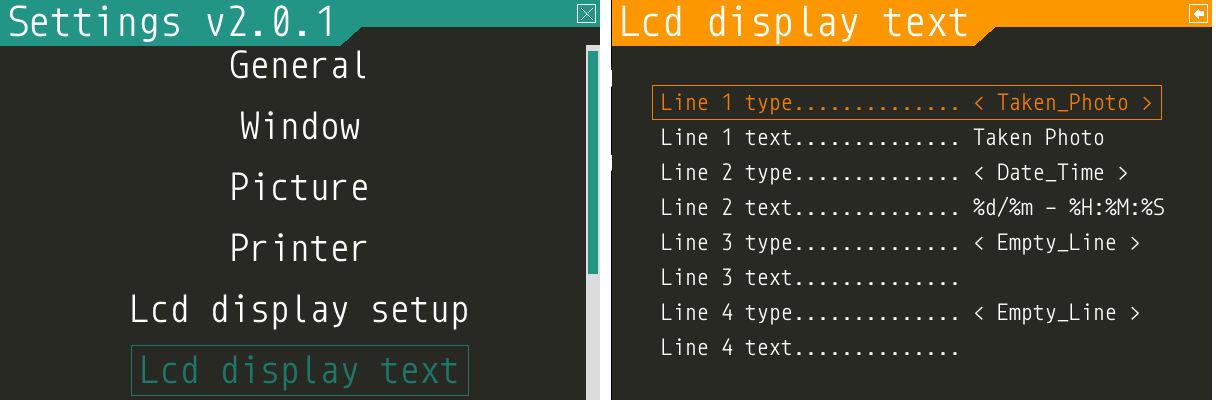 Settings v2.0.1
General
Window
Picture
Printer
Lcd display setup
Lcd display text
Lcd display text
Line 1 type.............. < Taken_Photo >
Line 1 text.............. Taken Photo
Line 2 type.............. < Date_Time >
Line 2 text.............. %d/%m - %H:%M:%S
Line 3 type.............. < Empty_Line >
Line 3 text..............
Line 4 type.............. < Empty_Line >
Line 4 text..............